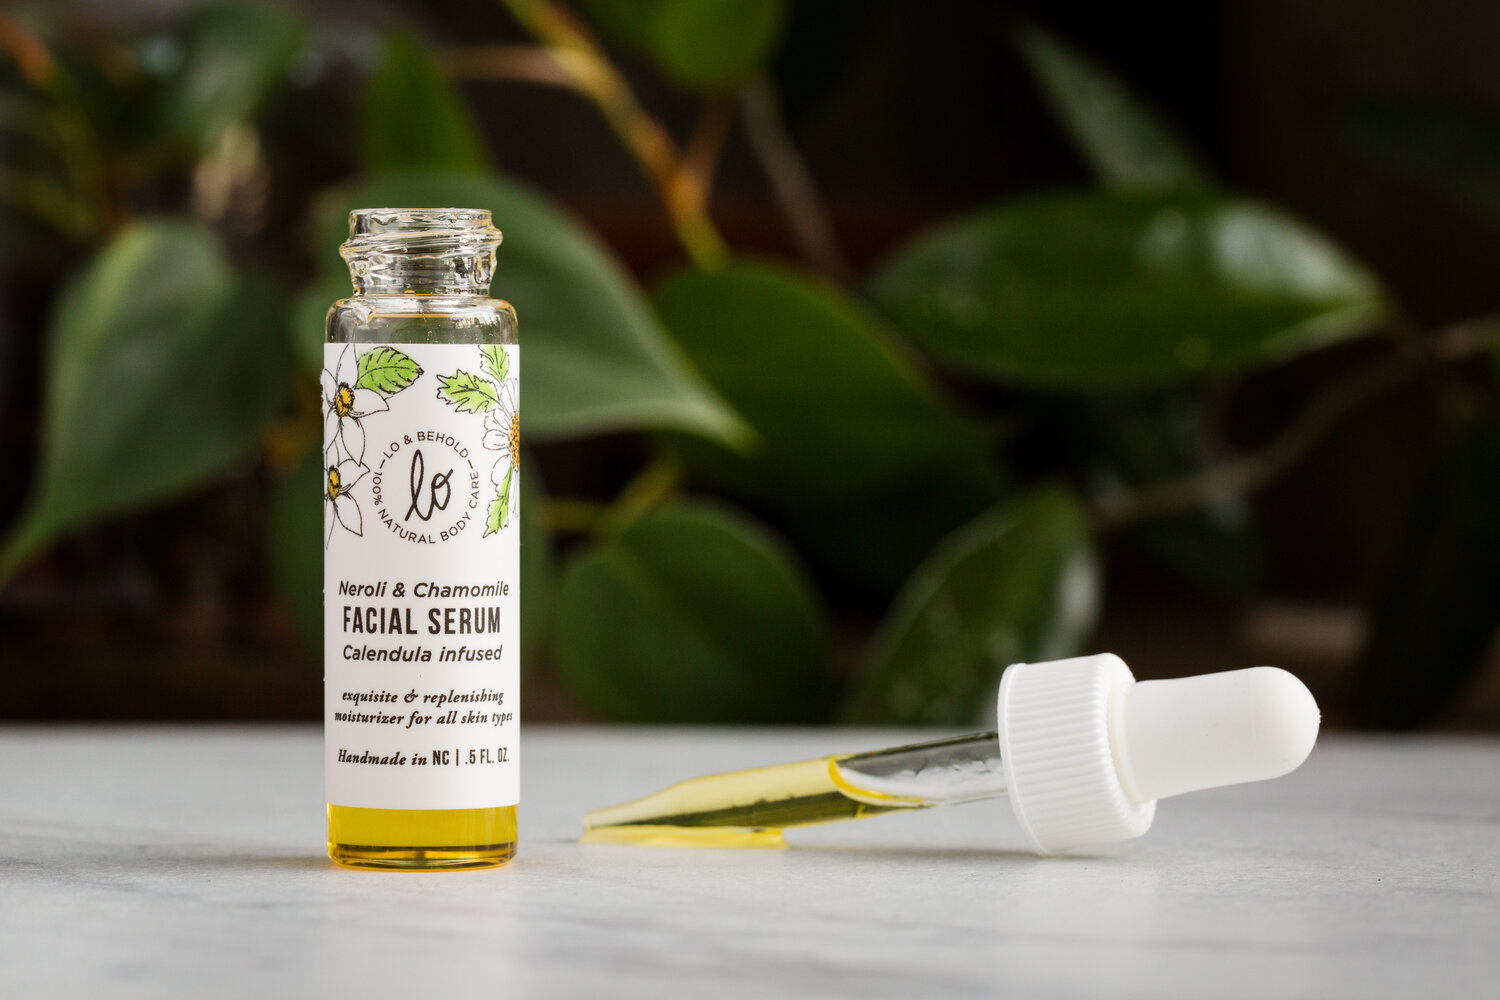 LO & BEHOLD
100% NATURAL BODY CARE
lo
Neroli & Chamomile
FACIAL SERUM
Calendula infused
exquisite & replenishing
moisturizer for all skin types
Handmade in NC | .5 FL. OZ.